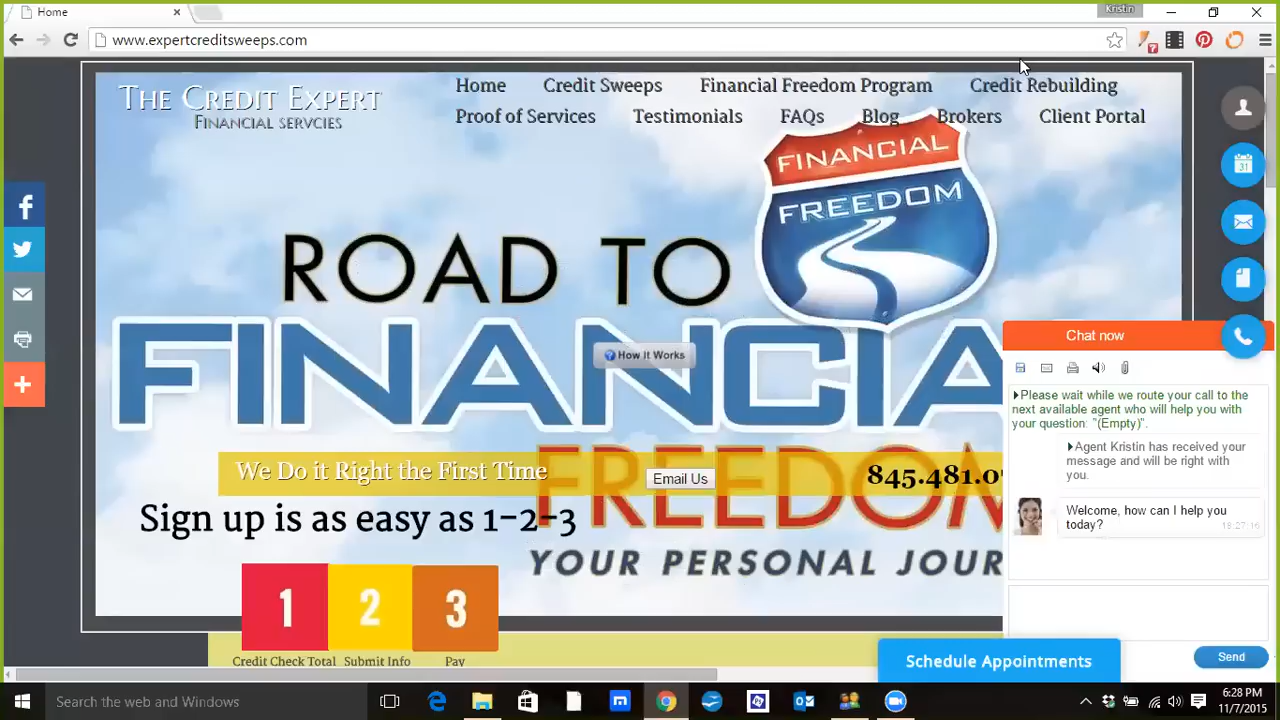 Home
Kristin
www.expertcreditsweeps.com
THE CREDIT EXPERT
FINANCIAL SERVCIES
Home Credit Sweeps Financial Freedom Program Credit Rebuilding
Proof of Services Testimonials FAQs Blog Brokers Client Portal
FINANCIAL
FREEDOM
ROAD TO
FINANCIA
How It Works
We Do it Right the First Time
Email Us
845.481.0
FREEDOM
Sign up is as easy as 1-2-3
YOUR PERSONAL JOUR
1 2 3
Credit Check Total Submit Info Pay
31
Chat now
Please wait while we route your call to the
next available agent who will help you with
your question: "(Empty)".
Agent Kristin has received your
message and will be right with
you.
Welcome, how can I help you
today?
18:27:16
Send
Schedule Appointments
Search the web and Windows
6:28 PM
11/7/2015